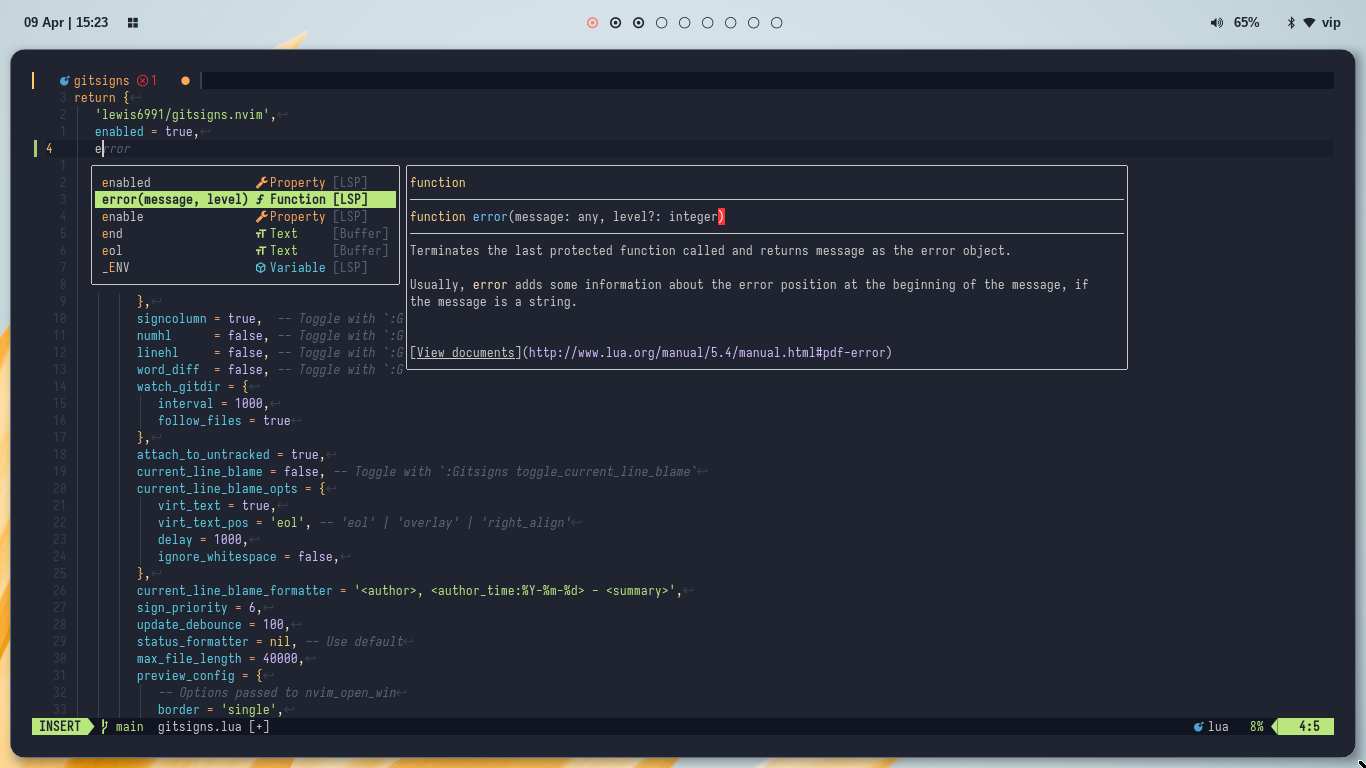 09 Apr | 15:23
65%
vip
gitsigns 1
3 return {
2 'lewis6991/gitsigns.nvim',
1 enabled = true,
4 error
1
2 enabled Property [LSP]
3 error(message, level) ƒ Function [LSP]
4 enable Property [LSP]
5 end Text [Buffer]
6 eol Text [Buffer]
7 _ENV Variable [LSP]
8
function
function error(message: any, level?: integer)
Terminates the last protected function called and returns message as the error object.
Usually, error adds some information about the error position at the beginning of the message, if
the message is a string.
[View documents](http://www.lua.org/manual/5.4/manual.html#pdf-error)
9 },
10 signcolumn = true, -- Toggle with `:G
11 numhl = false, -- Toggle with `:G
12 linehl = false, -- Toggle with `:G
13 word_diff = false, -- Toggle with `:G
14 watch_gitdir = {
15 interval = 1000,
16 follow_files = true
17 },
18 attach_to_untracked = true,
19 current_line_blame = false, -- Toggle with `:Gitsigns toggle_current_line_blame`
20 current_line_blame_opts = {
21 virt_text = true,
22 virt_text_pos = 'eol', -- 'eol' | 'overlay' | 'right_align'
23 delay = 1000,
24 ignore_whitespace = false,
25 },
26 current_line_blame_formatter = '<author>, <author_time:%Y-%m-%d> - <summary>',
27 sign_priority = 6,
28 update_debounce = 100,
29 status_formatter = nil, -- Use default
30 max_file_length = 40000,
31 preview_config = {
32 -- Options passed to nvim_open_win
33 border = 'single',
INSERT main gitsigns.lua [+] lua 8% 4:5